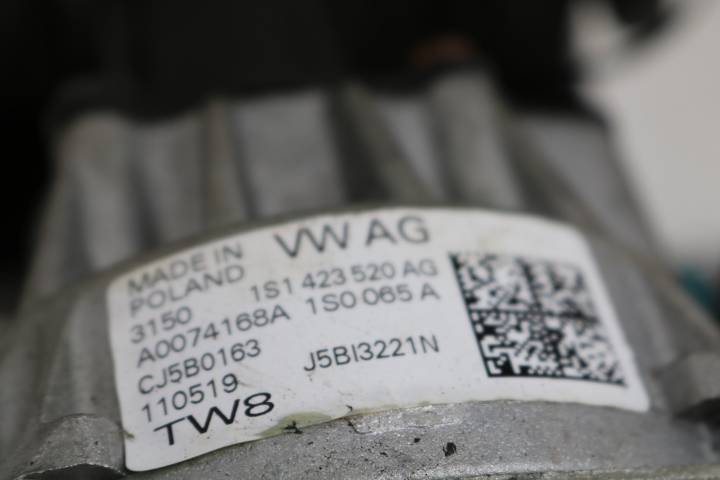 MADE IN POLAND VW AG
3150 1S1 423 520 AG
A0074168A 1S0 065 A
CJ5B0163
110519 J5BI3221N
TW8